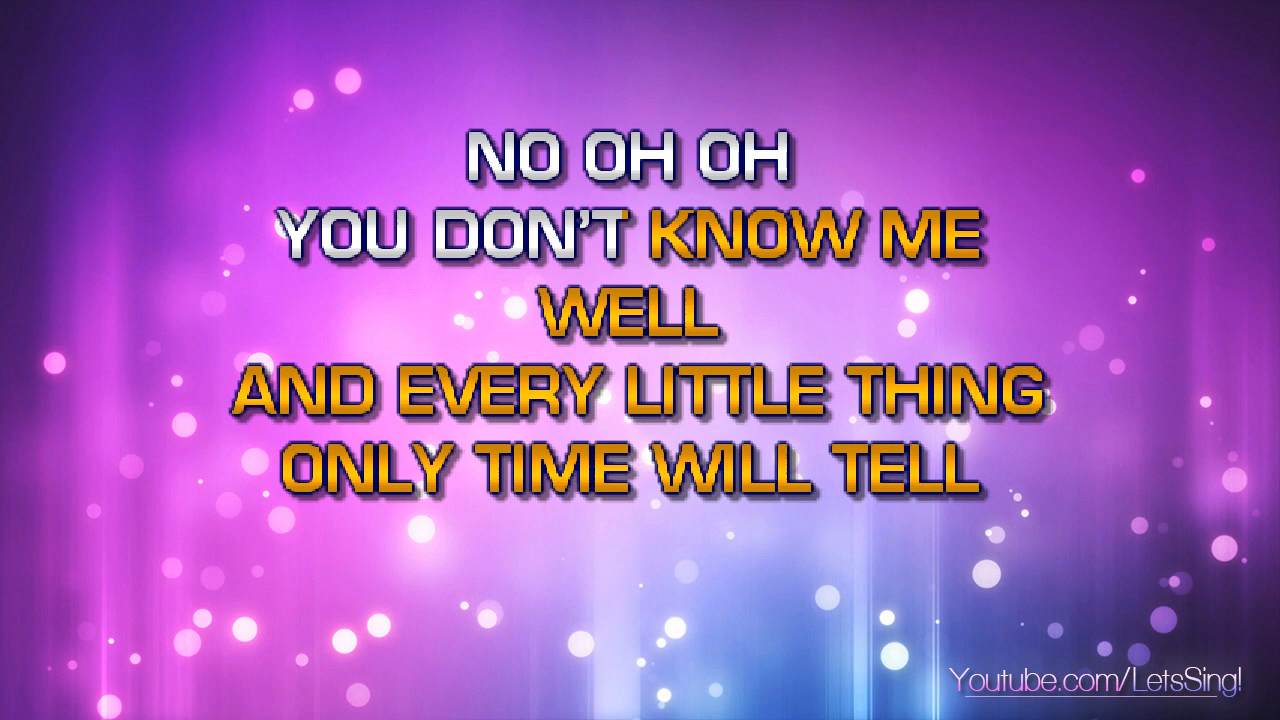 NO OH OH
YOU DON'T KNOW ME
WELL
AND EVERY LITTLE THING
ONLY TIME WILL TELL
Youtube.com/LetsSing!